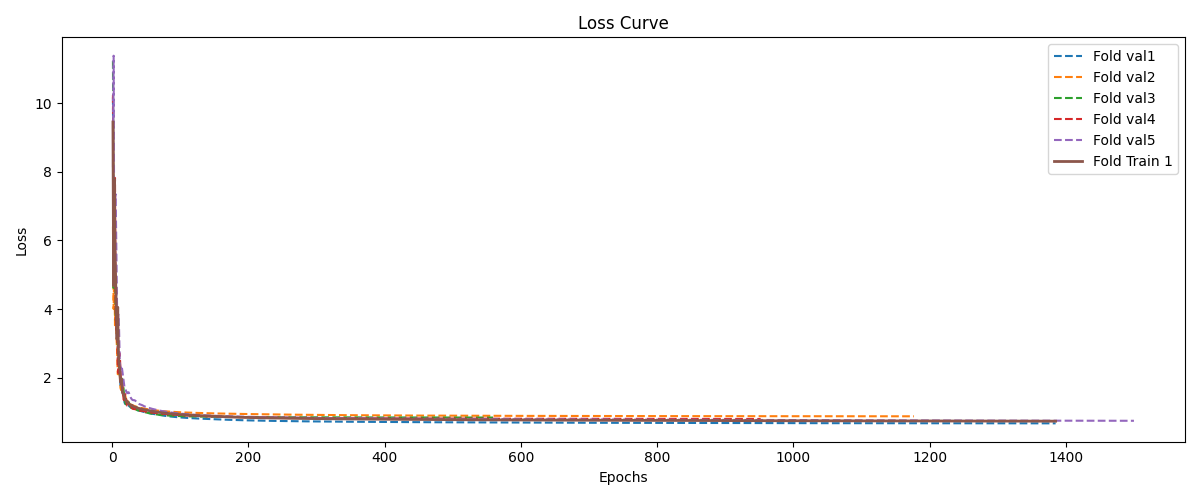 Loss Curve
Fold val1
Fold val2
Fold val3
Fold val4
Fold val5
Fold Train 1
Loss
10
8
6
4
2
0 200 400 600 800 1000 1200 1400
Epochs